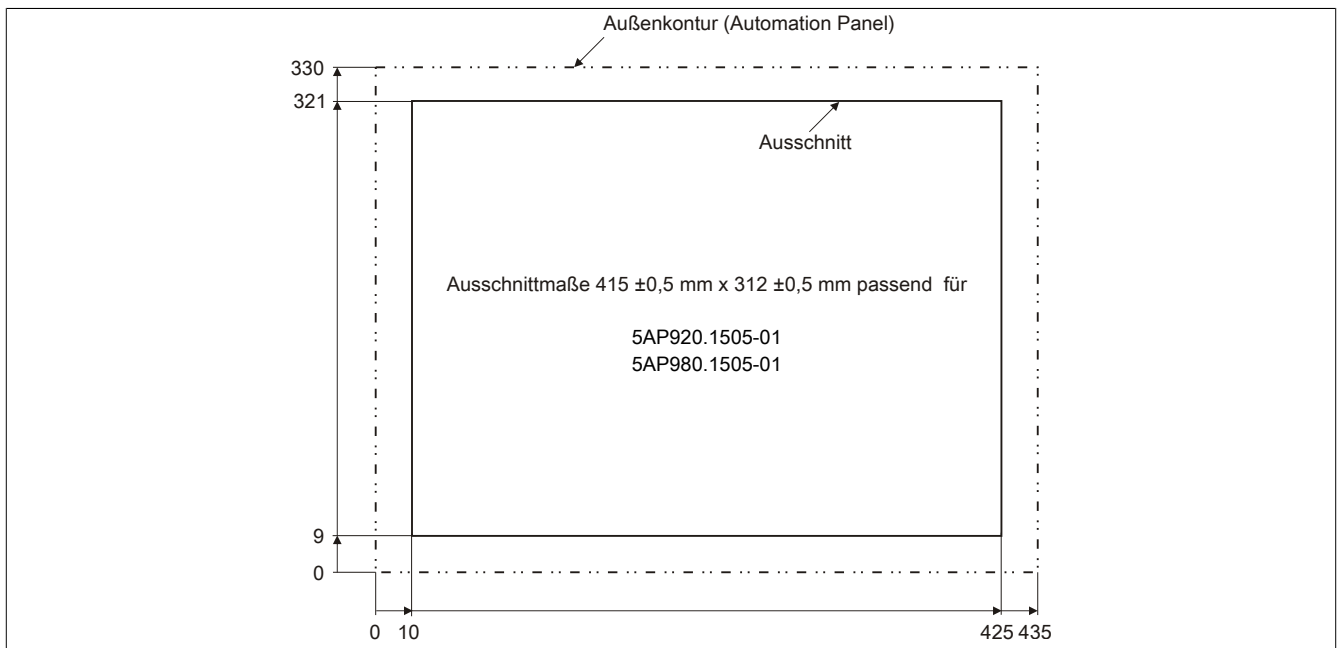 Außenkontur (Automation Panel)
330
321
Ausschnitt
Ausschnittmaße 415 ±0,5 mm x 312 ±0,5 mm passend für
5AP920.1505-01
5AP980.1505-01
9
0
0 10 425 435